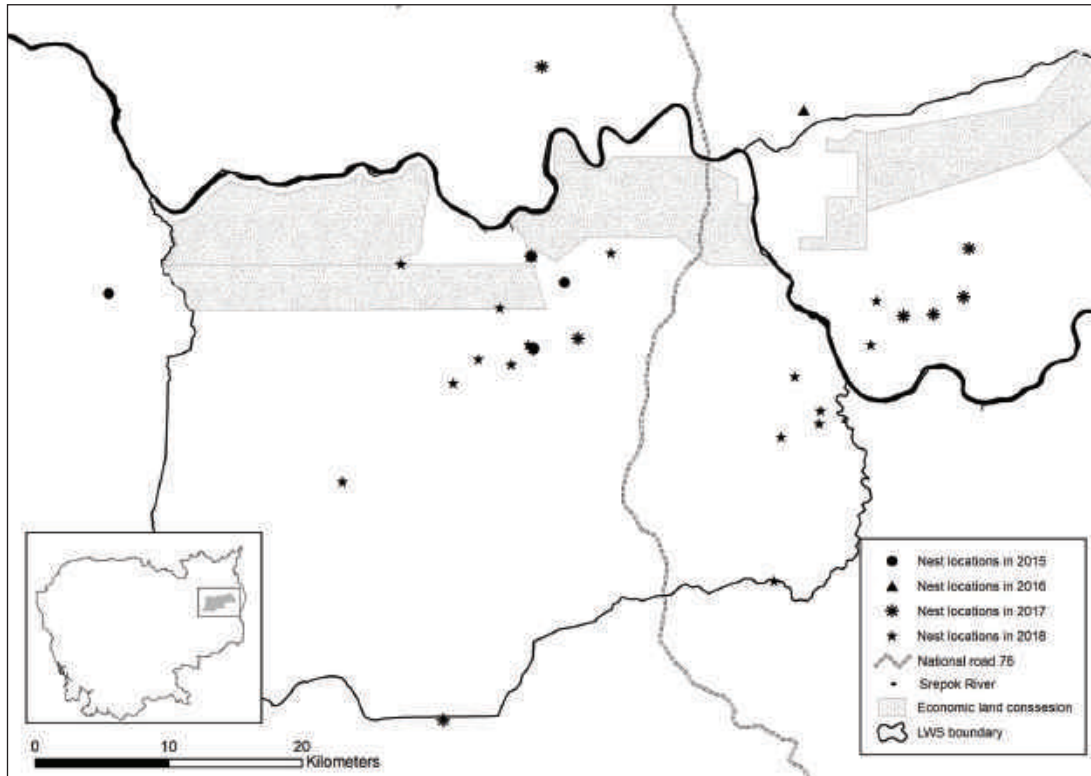 Nest locations in 2015
Nest locations in 2016
Nest locations in 2017
Nest locations in 2018
National road 76
Srepok River
Economic land conssesion
LWS boundary
0 10 20
Kilometers